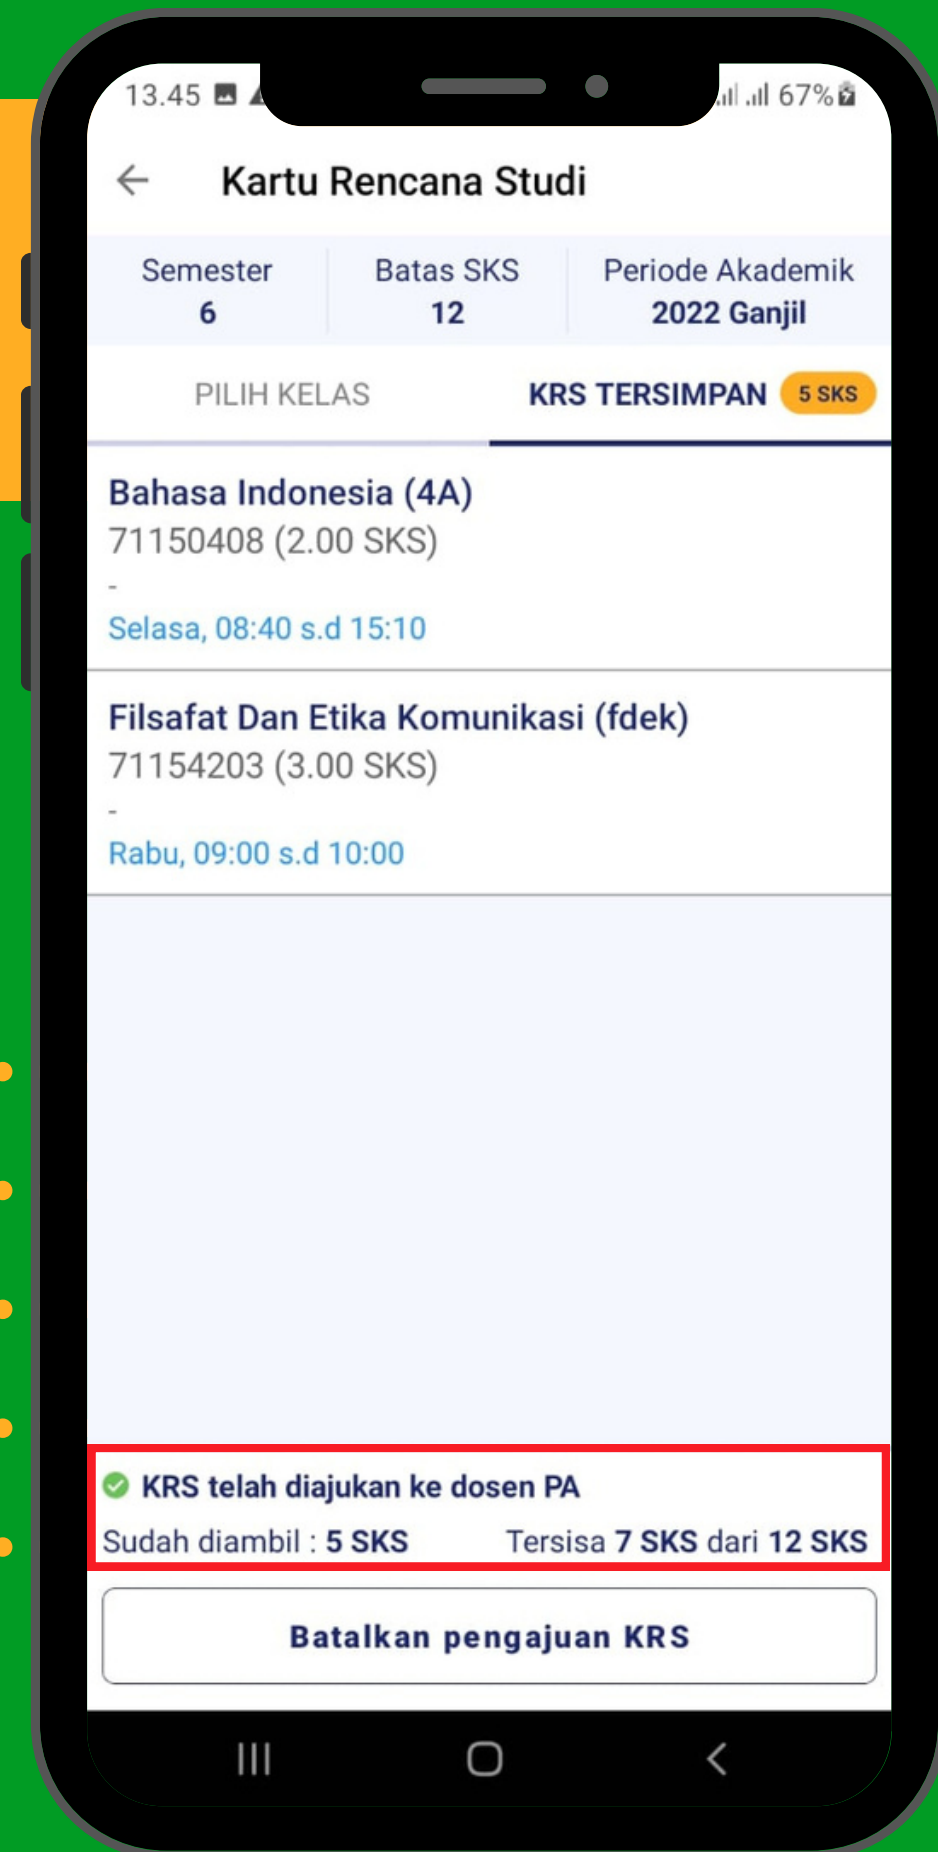 13.45 67%
Kartu Rencana Studi
Semester Batas SKS Periode Akademik
6 12 2022 Ganjil
PILIH KELAS KRS TERSIMPAN 5 SKS
Bahasa Indonesia (4A)
71150408 (2.00 SKS)
-
Selasa, 08:40 s.d 15:10
Filsafat Dan Etika Komunikasi (fdek)
71154203 (3.00 SKS)
-
Rabu, 09:00 s.d 10:00
KRS telah diajukan ke dosen PA
Sudah diambil : 5 SKS Tersisa 7 SKS dari 12 SKS
Batalkan pengajuan KRS